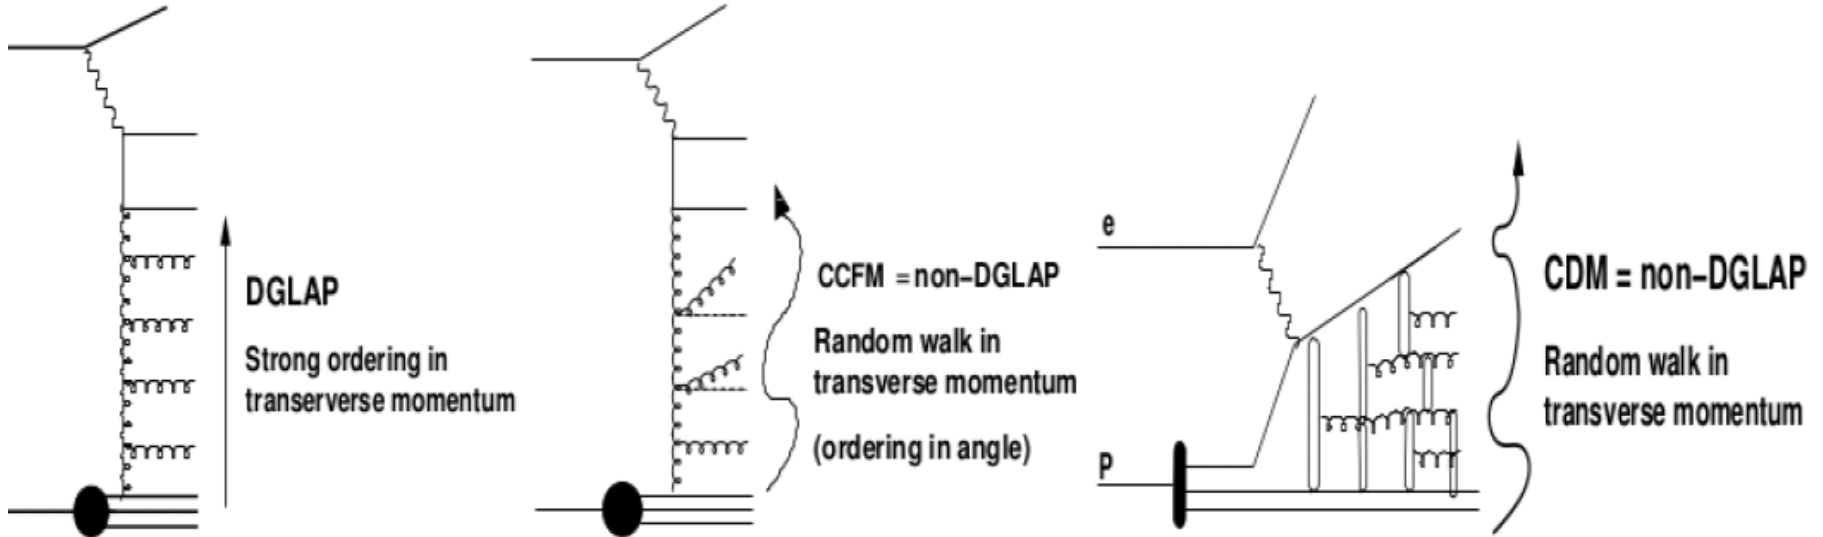 DGLAP
Strong ordering in
transerverse momentum
CCFM = non-DGLAP
Random walk in
transverse momentum
(ordering in angle)
e
P
CDM = non-DGLAP
Random walk in
transverse momentum